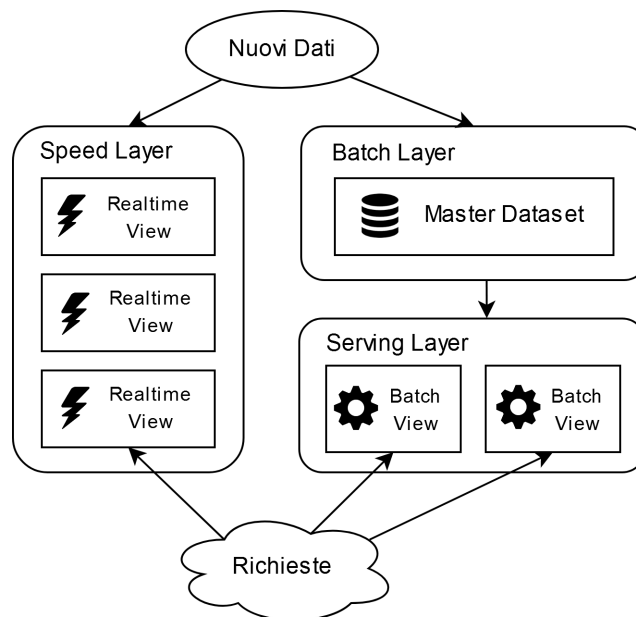 Nuovi Dati
Speed Layer
Realtime
View
Realtime
View
Realtime
View
Batch Layer
Master Dataset
Serving Layer
Batch
View
Batch
View
Richieste